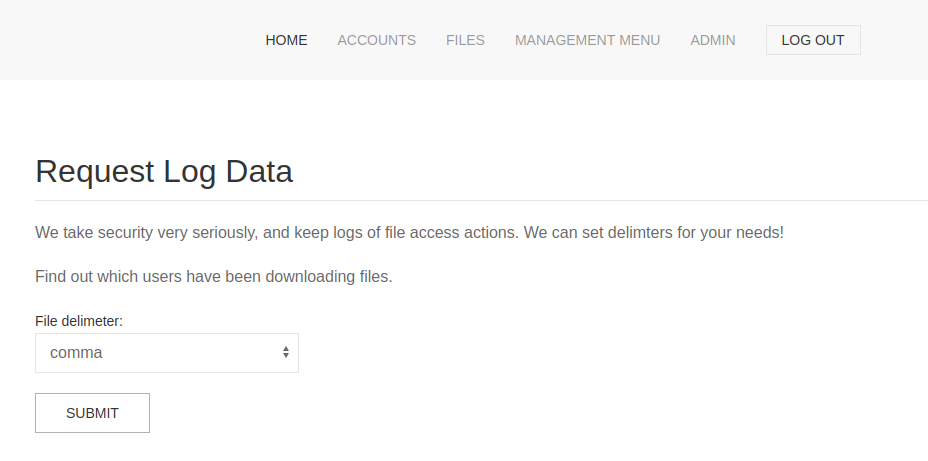 HOME ACCOUNTS FILES MANAGEMENT MENU ADMIN LOG OUT
Request Log Data
We take security very seriously, and keep logs of file access actions. We can set delimters for your needs!
Find out which users have been downloading files.
File delimeter:
comma
SUBMIT